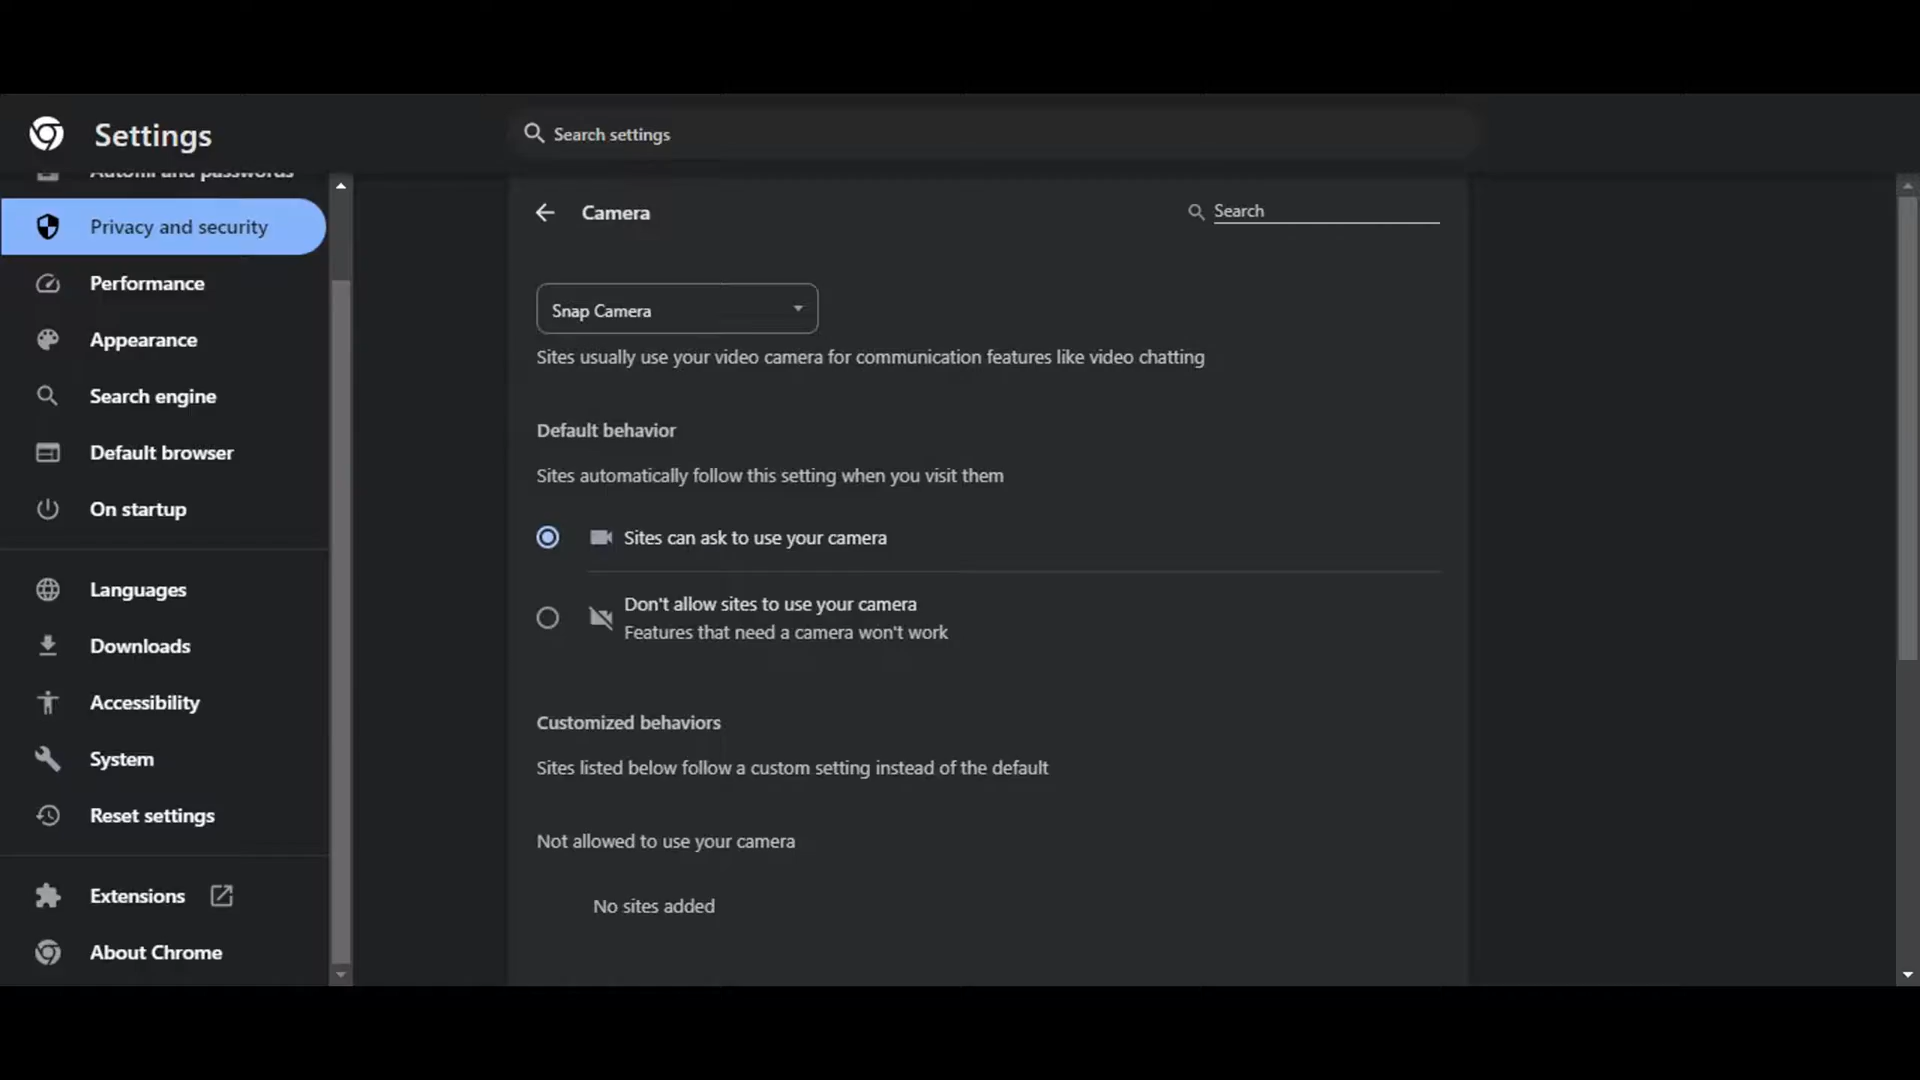 Settings
Search settings
Autofill and passwords
Privacy and security
Performance
Appearance
Search engine
Default browser
On startup
Languages
Downloads
Accessibility
System
Reset settings
Extensions
About Chrome
Camera
Search
Snap Camera
Sites usually use your video camera for communication features like video chatting
Default behavior
Sites automatically follow this setting when you visit them
Sites can ask to use your camera
Don't allow sites to use your camera
Features that need a camera won't work
Customized behaviors
Sites listed below follow a custom setting instead of the default
Not allowed to use your camera
No sites added